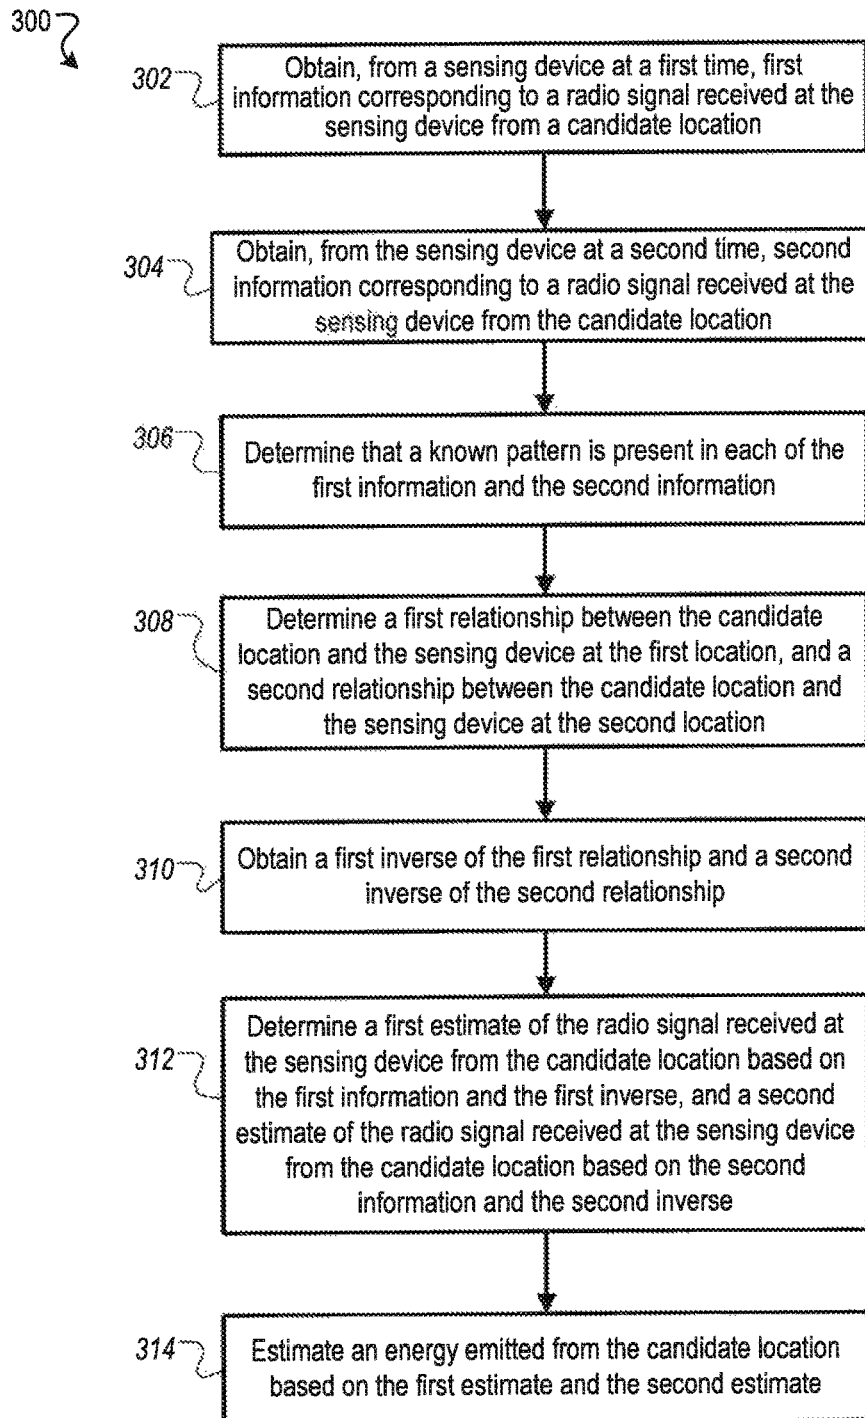 300
302
Obtain, from a sensing device at a first time, first
information corresponding to a radio signal received at the
sensing device from a candidate location
304
Obtain, from the sensing device at a second time, second
information corresponding to a radio signal received at the
sensing device from the candidate location
306
Determine that a known pattern is present in each of the
first information and the second information
308
Determine a first relationship between the candidate
location and the sensing device at the first location, and a
second relationship between the candidate location and
the sensing device at the second location
310
Obtain a first inverse of the first relationship and a second
inverse of the second relationship
312
Determine a first estimate of the radio signal received at
the sensing device from the candidate location based on
the first information and the first inverse, and a second
estimate of the radio signal received at the sensing device
from the candidate location based on the second
information and the second inverse
314
Estimate an energy emitted from the candidate location
based on the first estimate and the second estimate